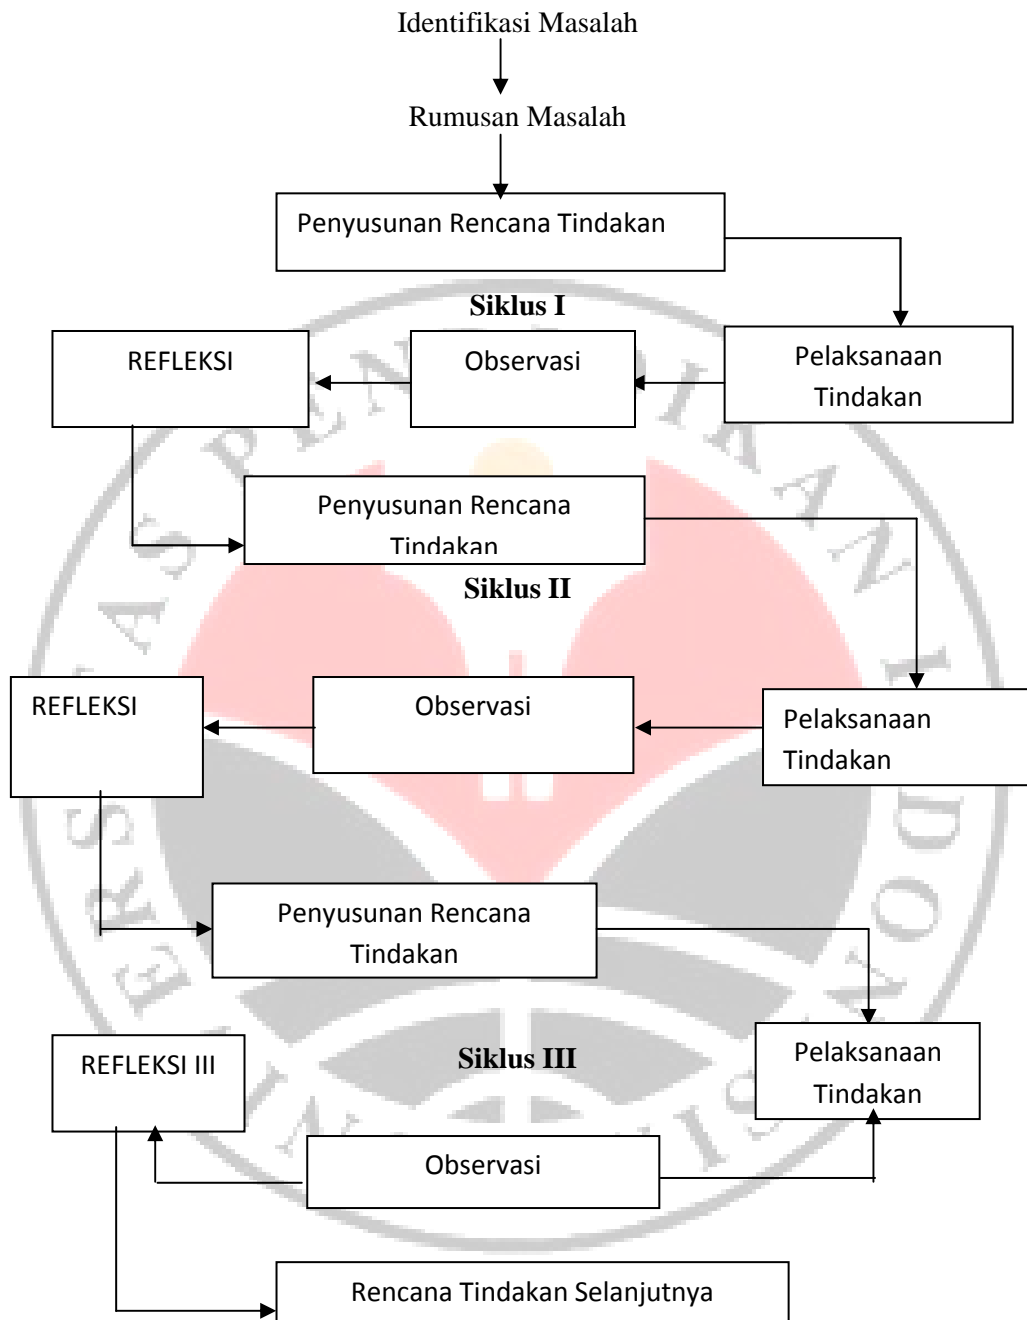 Identifikasi Masalah
Rumusan Masalah
Penyusunan Rencana Tindakan
Siklus I
REFLEKSI
Observasi
Pelaksanaan
Tindakan
Penyusunan Rencana
Tindakan
Siklus II
REFLEKSI
Observasi
Pelaksanaan
Tindakan
Penyusunan Rencana
Tindakan
Siklus III
REFLEKSI III
Pelaksanaan
Tindakan
Observasi
Rencana Tindakan Selanjutnya